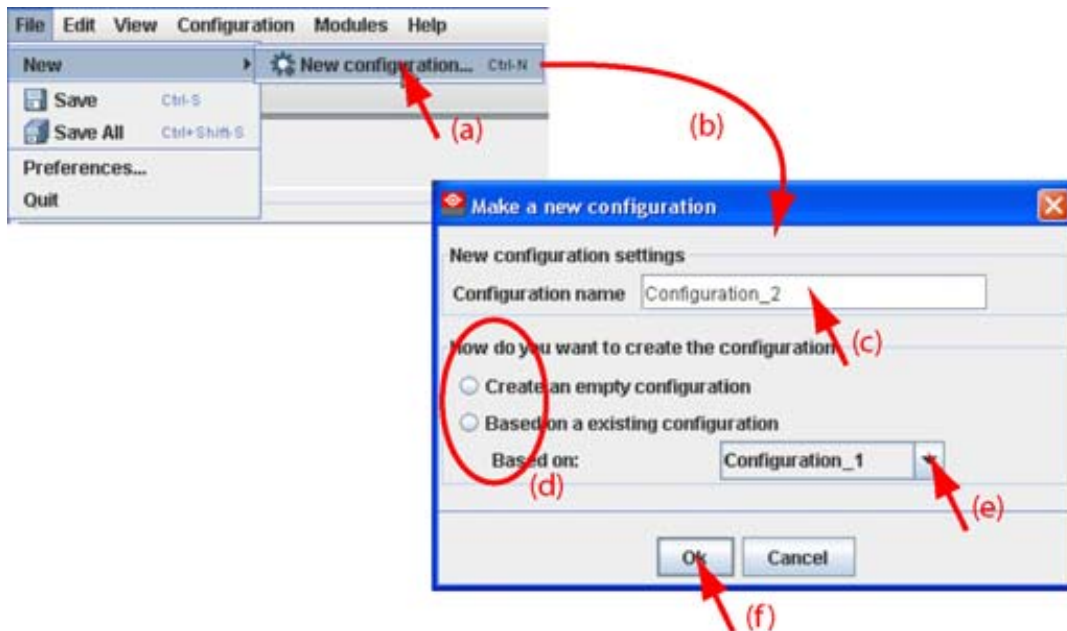 File Edit View Configuration Modules Help
New
New configuration... Ctrl-N
Save Ctrl-S
Save All Ctrl+Shift-S
Preferences...
Quit
(a)
(b)
Make a new configuration
New configuration settings
Configuration name Configuration_2
(c)
How do you want to create the configuration
Create an empty configuration
Based on a existing configuration
Based on: Configuration_1
(d)
(e)
Ok Cancel
(f)